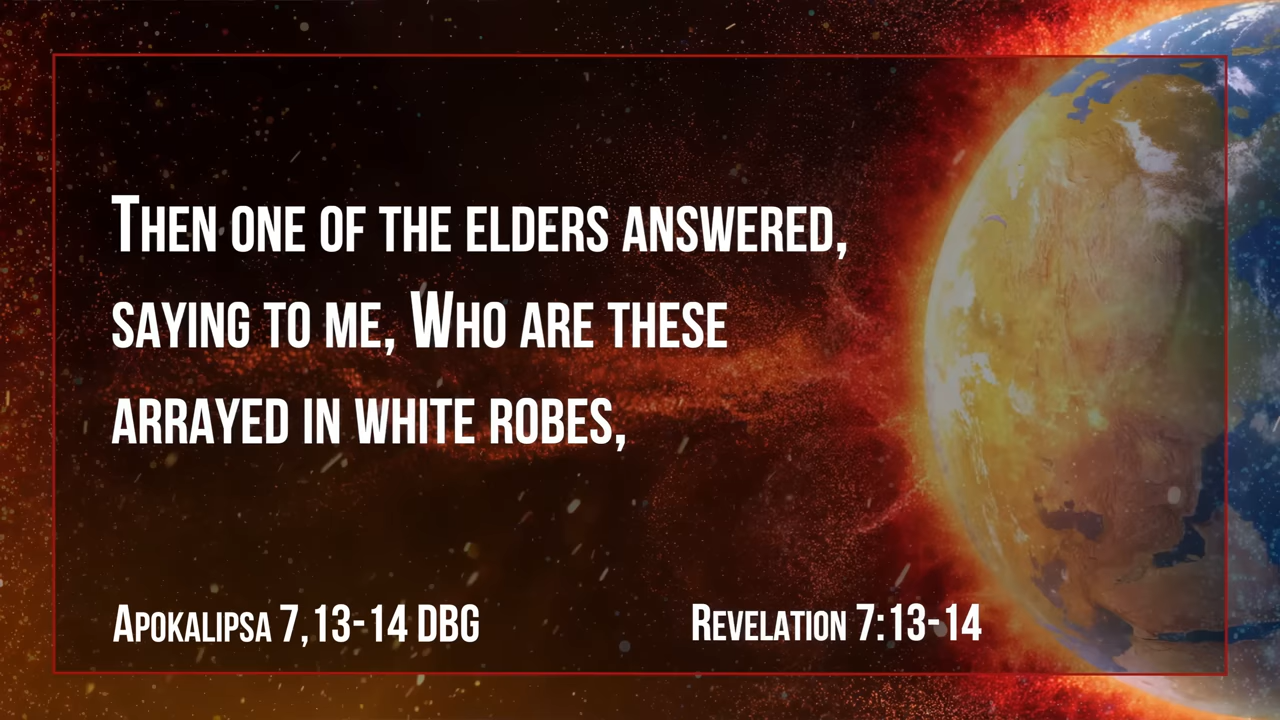 Then one of the elders answered,
saying to me, Who are these
arrayed in white robes,
Apokalipsa 7,13-14 DBG
Revelation 7:13-14